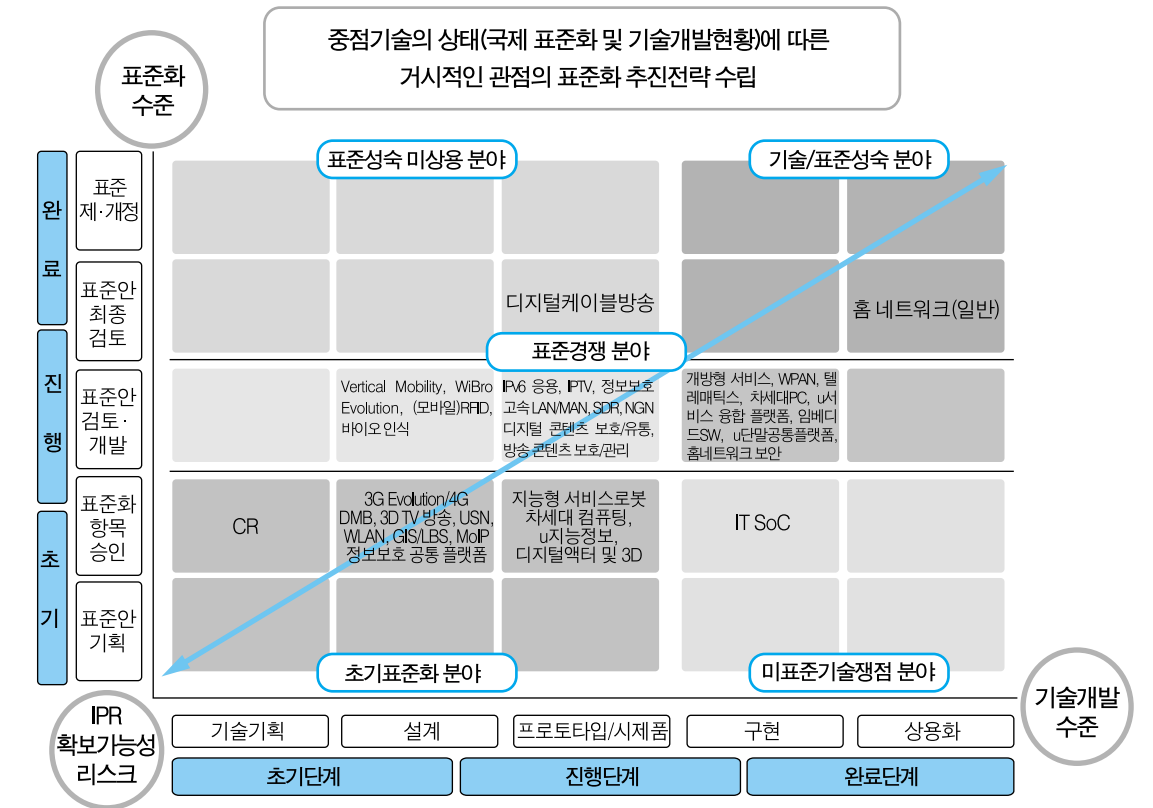 중점기술의 상태(국제 표준화 및 기술개발현황)에 따른
거시적인 관점의 표준화 추진전략 수립
표준화
수준
표준성숙 미상용 분야
기술/표준성숙 분야
완
료
표준
제·개정
표준안
최종
검토
디지털케이블방송
홈 네트워크(일반)
표준경쟁 분야
진
행
표준안
검토·
개발
Vertical Mobility, WiBro
Evolution, (모바일)RFID,
바이오 인식
IPv6 응용, IPTV, 정보보호
고속 LAN/MAN, SDR, NGN
디지털 콘텐츠 보호/유통,
방송 콘텐츠 보호/관리
개방형 서비스, WPAN, 텔
레매틱스, 차세대PC, u서
비스 융합 플랫폼, 임베디
드SW, u단말공통플랫폼,
홈네트워크 보안
초
기
표준화
항목
승인
CR
3G Evolution/4G
DMB, 3D TV 방송, USN,
WLAN, GIS/LBS, MoIP
정보보호 공통 플랫폼
지능형 서비스로봇
차세대 컴퓨팅,
u지능정보,
디지털액터 및 3D
IT SoC
표준안
기획
초기표준화 분야
미표준기술쟁점 분야
IPR
확보가능성
리스크
기술개발
수준
기술기획
설계
프로토타입/시제품
구현
상용화
초기단계
진행단계
완료단계